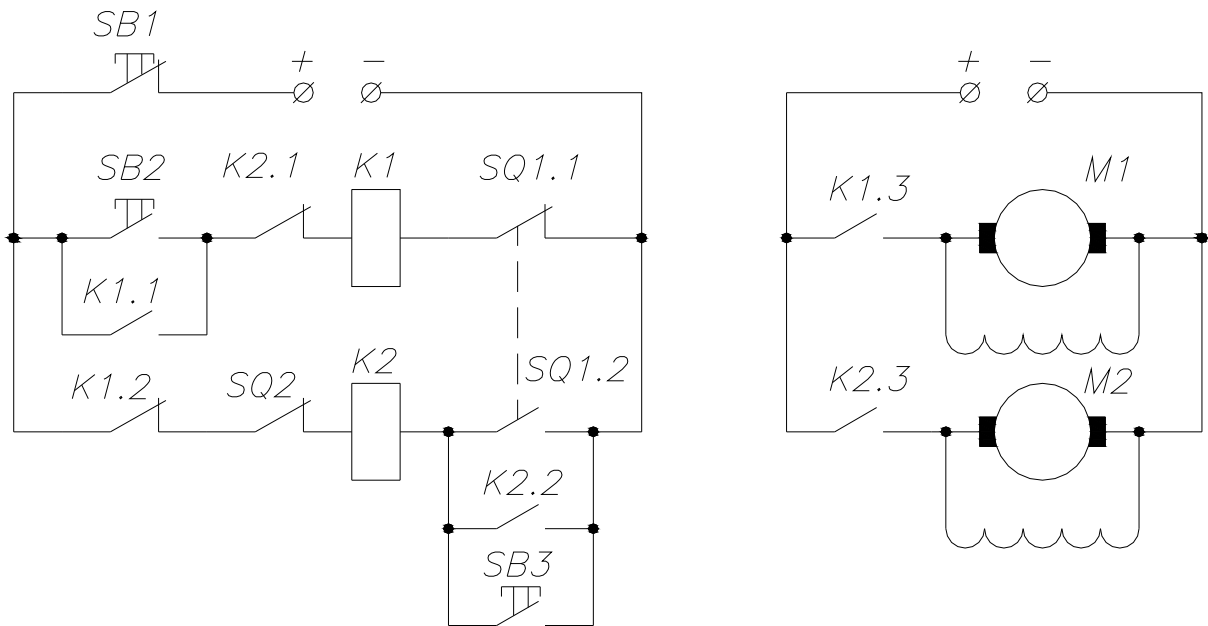 SB1
+ −
+ −
SB2
K2.1
K1
SQ1.1
K1.3
M1
K1.1
K1.2
SQ2
K2
SQ1.2
K2.3
M2
K2.2
SB3